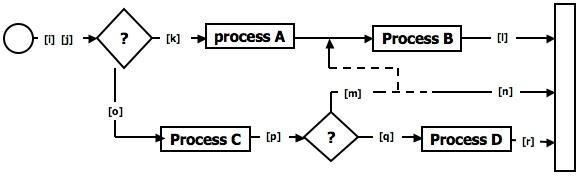 [i] [j]
?
[k]
process A
Process B
[l]
[m]
[n]
[o]
Process C
[p]
?
[q]
Process D
[r]